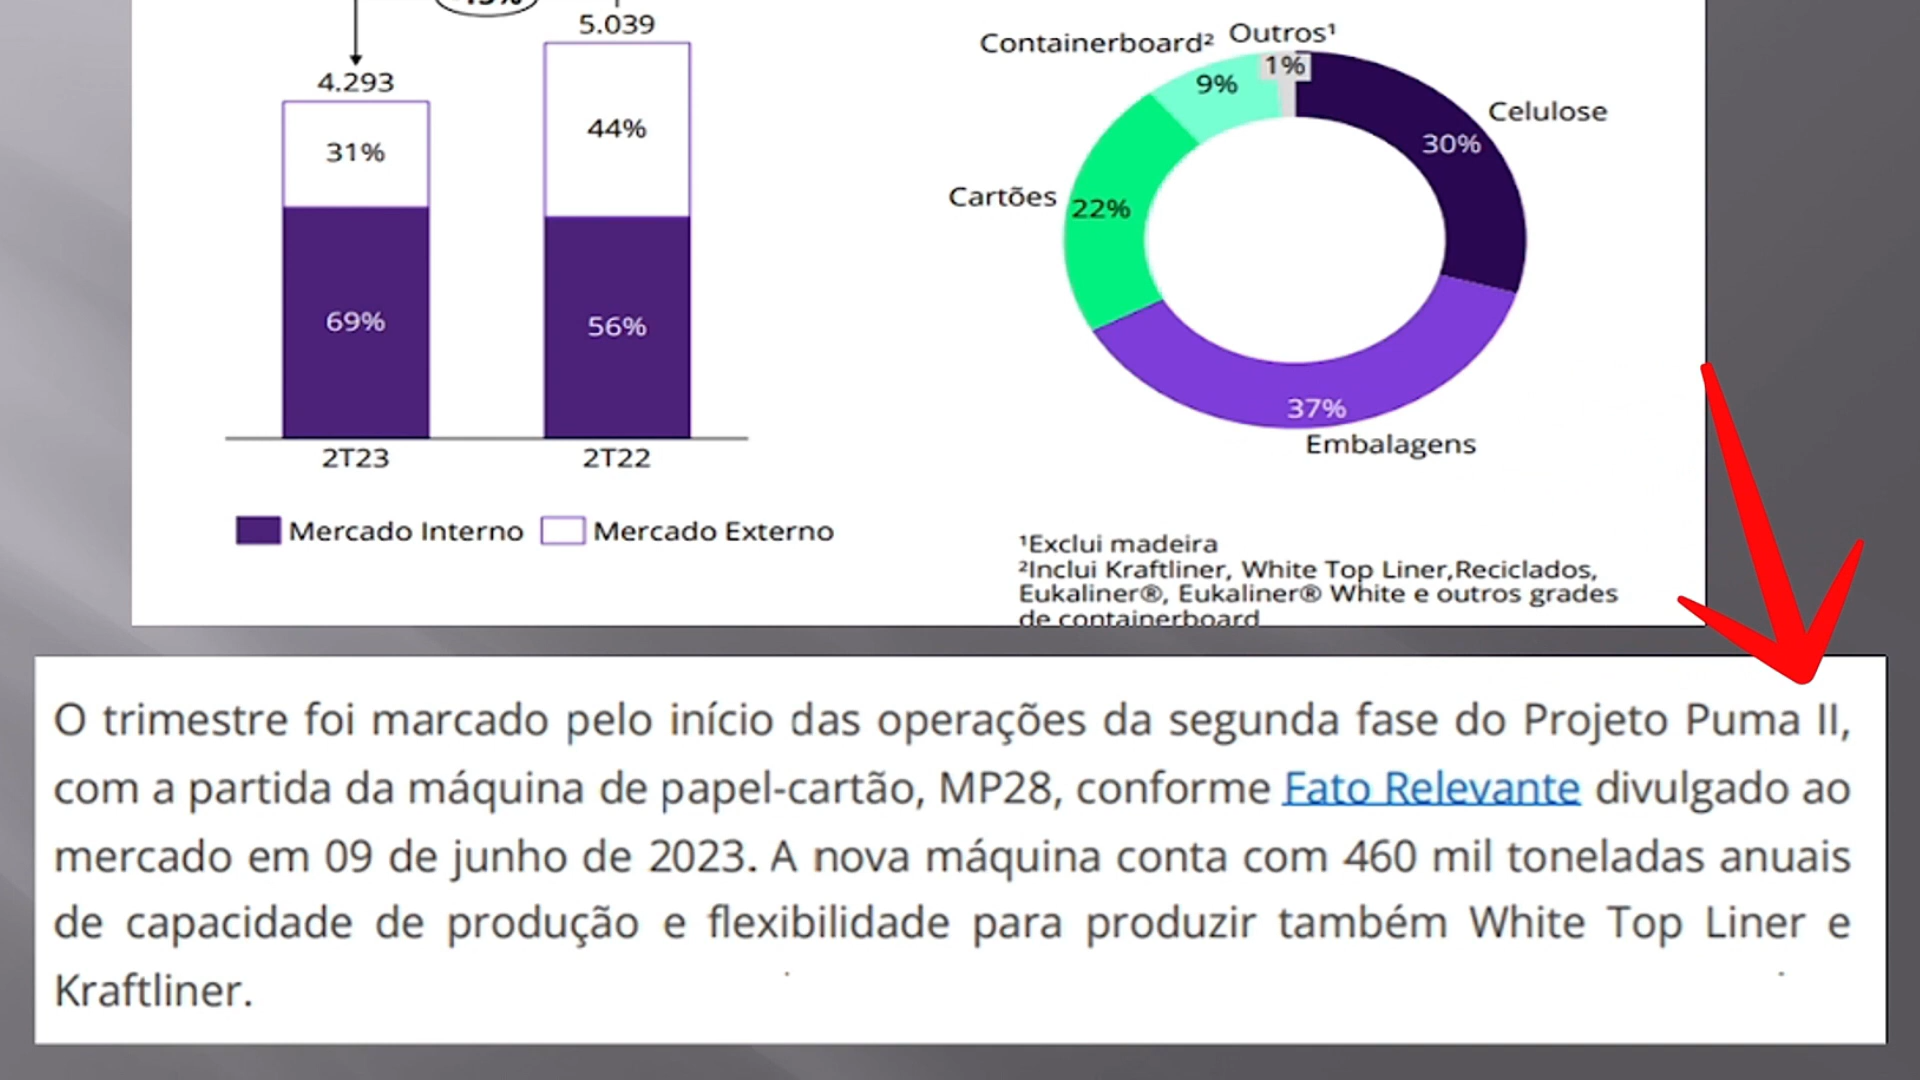 5.039
4.293
44%
31%
69%
56%
2T23
2T22
Mercado Interno
Mercado Externo
Outros¹
Containerboard²
1%
9%
Celulose
30%
Cartões
22%
37%
Embalagens
¹Exclui madeira
²Inclui Kraftliner, White Top Liner,Reciclados,
Eukaliner®, Eukaliner® White e outros grades
de containerboard
O trimestre foi marcado pelo início das operações da segunda fase do Projeto Puma II,
com a partida da máquina de papel-cartão, MP28, conforme Fato Relevante divulgado ao
mercado em 09 de junho de 2023. A nova máquina conta com 460 mil toneladas anuais
de capacidade de produção e flexibilidade para produzir também White Top Liner e
Kraftliner.